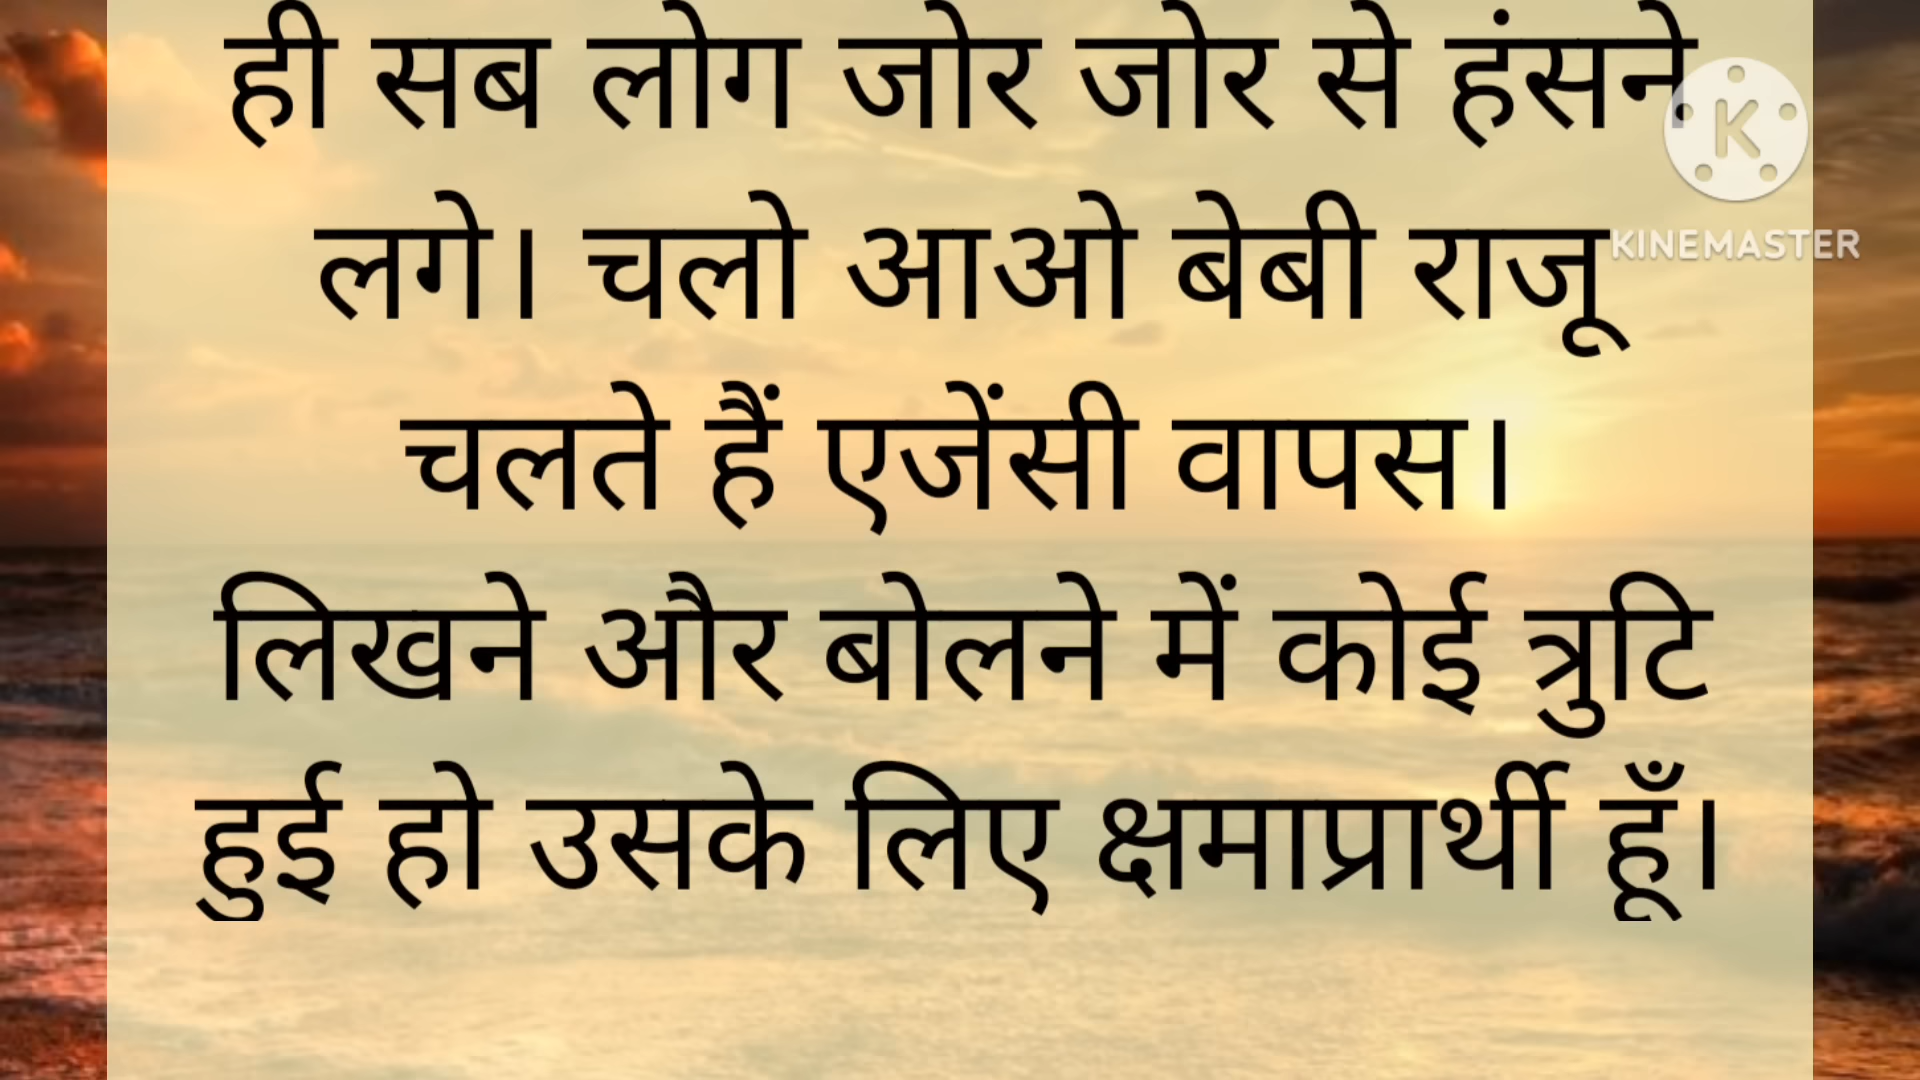 ही सब लोग जोर जोर से हंसने
लगे। चलो आओ बेबी राजू
चलते हैं एजेंसी वापस।
लिखने और बोलने में कोई त्रुटि
हुई हो उसके लिए क्षमाप्रार्थी हूँ।
K
KINEMASTER